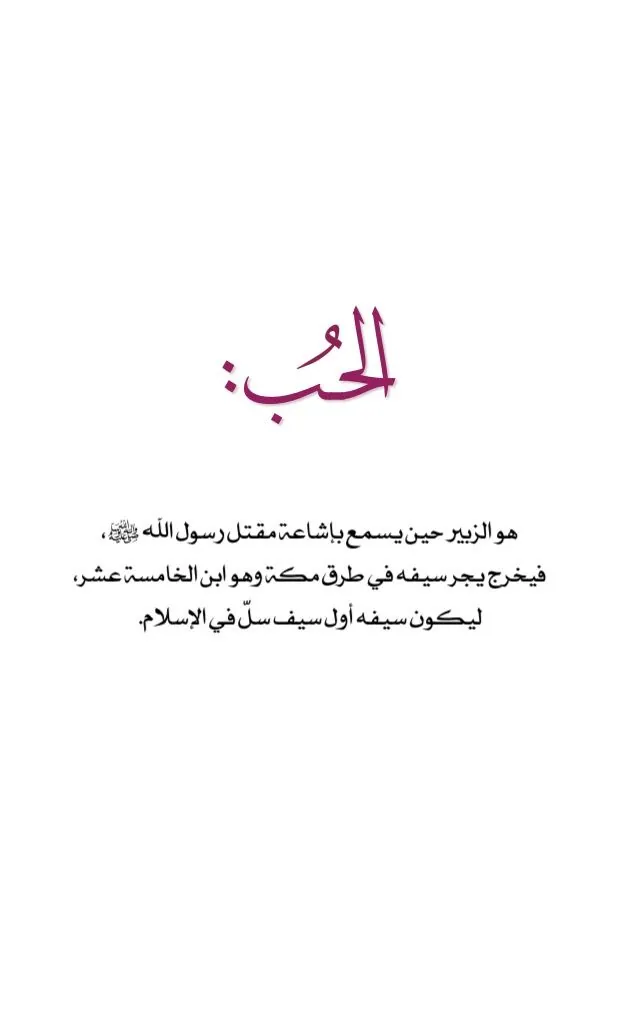 الحُب:
هو الزبير حين يسمع بإشاعة مقتل رسول الله ﷺ،
فيخرج يجر سيفه في طرق مكة وهو ابن الخامسة عشر،
ليكون سيفه أول سيف سلّ في الإسلام.